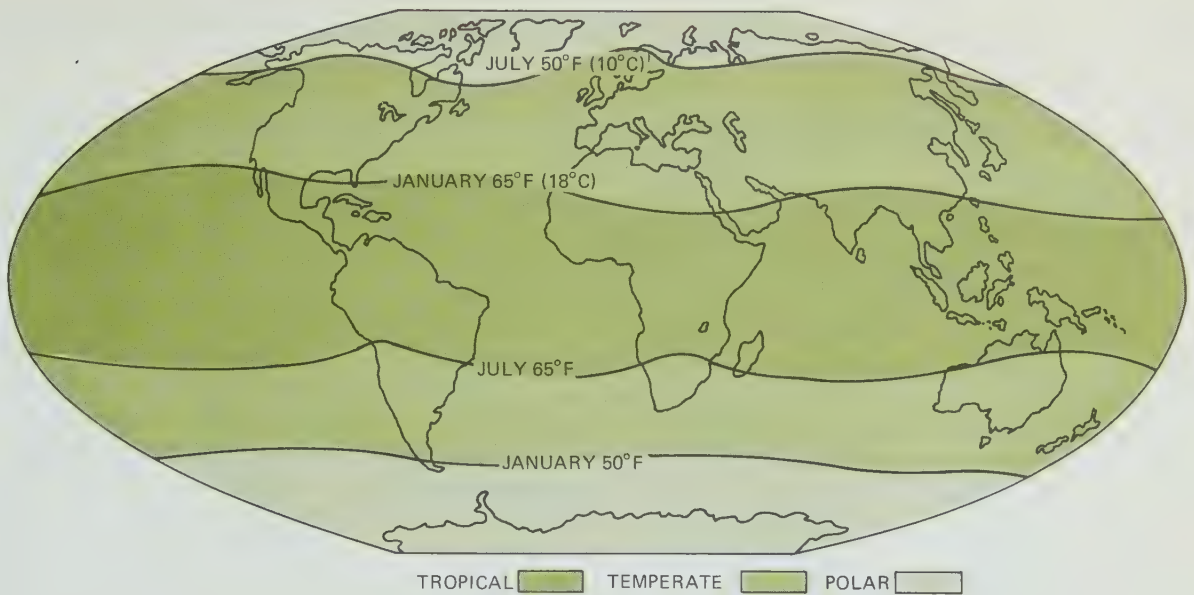 JULY 50°F (10°C)
JANUARY 65°F (18°C)
JULY 65°F
JANUARY 50°F
TROPICAL TEMPERATE POLAR